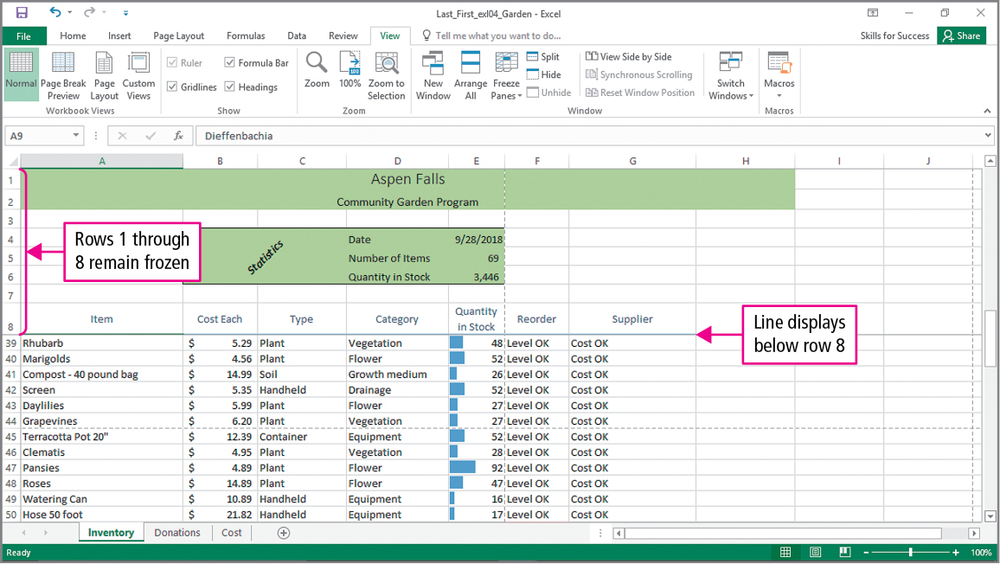 Last_First_exl04_Garden - Excel
File Home Insert Page Layout Formulas Data Review View Tell me what you want to do... Skills for Success Share
Normal Page Break Preview Page Layout Custom Views
Workbook Views
Ruler Formula Bar
Gridlines Headings
Show
Zoom 100% Zoom to Selection
Zoom
New Window Arrange All Freeze Panes
Split
Hide
Unhide
View Side by Side
Synchronous Scrolling
Reset Window Position
Switch Windows
Window
Macros
Macros
A9 fx Dieffenbachia
A B C D E F G H I J
1 Aspen Falls
2 Community Garden Program
3
4 Date 9/28/2018
Statistics
5 Number of Items 69
6 Quantity in Stock 3,446
7
8 Item Cost Each Type Category Quantity in Stock Reorder Supplier
Rows 1 through
8 remain frozen
Line displays
below row 8
39 Rhubarb $ 5.29 Plant Vegetation 48 Level OK Cost OK
40 Marigolds $ 4.56 Plant Flower 52 Level OK Cost OK
41 Compost - 40 pound bag $ 14.99 Soil Growth medium 26 Level OK Cost OK
42 Screen $ 5.35 Handheld Drainage 52 Level OK Cost OK
43 Daylilies $ 5.99 Plant Flower 27 Level OK Cost OK
44 Grapevines $ 6.20 Plant Vegetation 27 Level OK Cost OK
45 Terracotta Pot 20" $ 12.39 Container Equipment 52 Level OK Cost OK
46 Clematis $ 4.95 Plant Vegetation 28 Level OK Cost OK
47 Pansies $ 4.89 Plant Flower 92 Level OK Cost OK
48 Roses $ 14.89 Plant Flower 47 Level OK Cost OK
49 Watering Can $ 10.89 Handheld Equipment 16 Level OK Cost OK
50 Hose 50 foot $ 21.82 Handheld Equipment 17 Level OK Cost OK
Inventory Donations Cost
Ready 100%